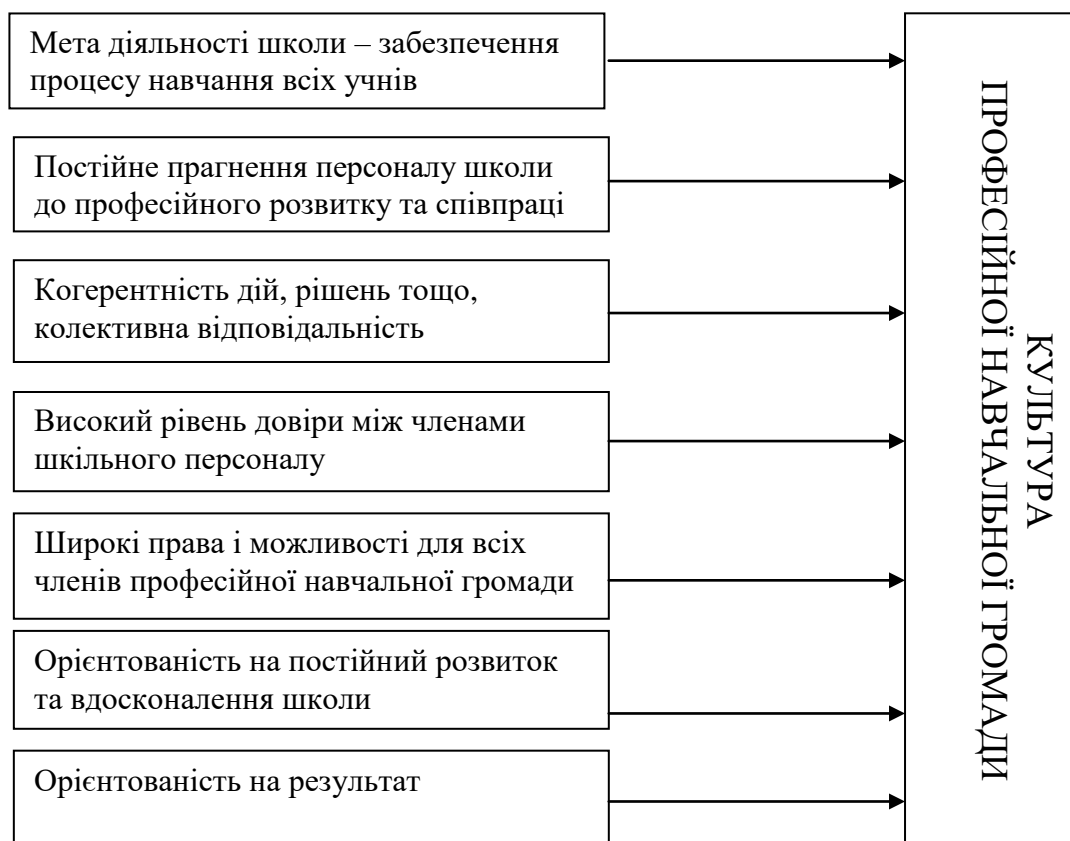 Мета діяльності школи – забезпечення
процесу навчання всіх учнів
Постійне прагнення персоналу школи
до професійного розвитку та співпраці
Когерентність дій, рішень тощо,
колективна відповідальність
Високий рівень довіри між членами
шкільного персоналу
Широкі права і можливості для всіх
членів професійної навчальної громади
Орієнтованість на постійний розвиток
та вдосконалення школи
Орієнтованість на результат
КУЛЬТУРА
ПРОФЕСІЙНОЇ НАВЧАЛЬНОЇ ГРОМАДИ